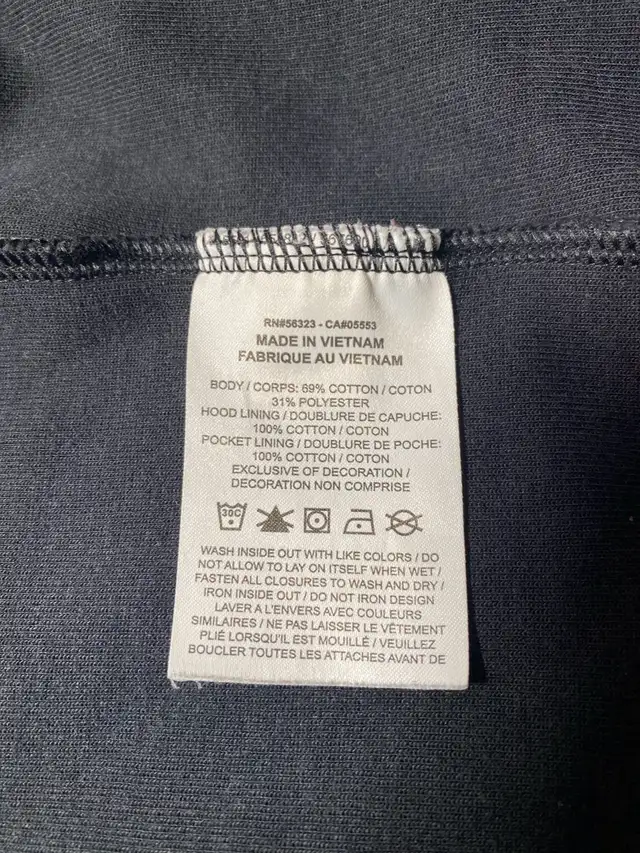 RN#56323 - CA#05553
MADE IN VIETNAM
FABRIQUE AU VIETNAM
BODY / CORPS: 69% COTTON / COTON
31% POLYESTER
HOOD LINING / DOUBLURE DE CAPUCHE:
100% COTTON / COTON
POCKET LINING / DOUBLURE DE POCHE:
100% COTTON / COTON
EXCLUSIVE OF DECORATION /
DECORATION NON COMPRISE
30C
WASH INSIDE OUT WITH LIKE COLORS / DO
NOT ALLOW TO LAY ON ITSELF WHEN WET /
FASTEN ALL CLOSURES TO WASH AND DRY /
IRON INSIDE OUT / DO NOT IRON DESIGN
LAVER A L'ENVERS AVEC COULEURS
SIMILAIRES / NE PAS LAISSER LE VÊTEMENT
PLIÉ LORSQU'IL EST MOUILLÉ / VEUILLEZ
BOUCLER TOUTES LES ATTACHES AVANT DE